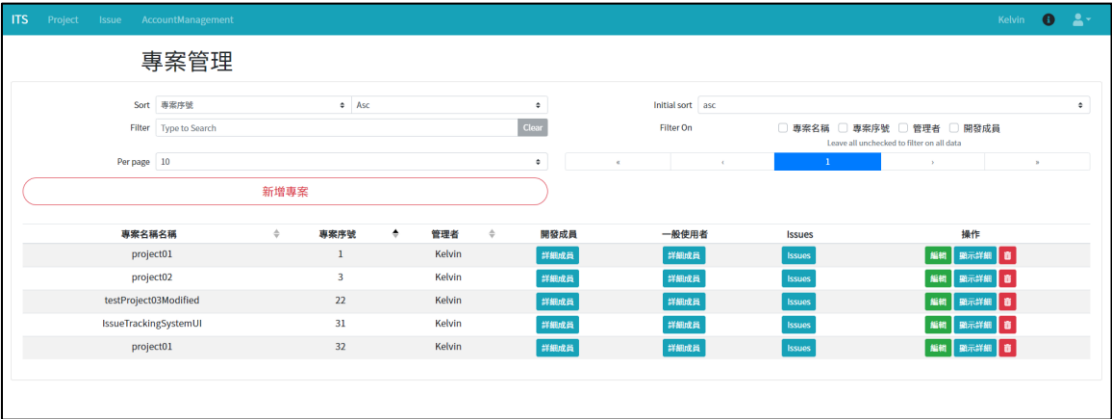 ITS Project Issue AccountManagement Kelvin
專案管理
Sort 專案序號 Asc Initial sort asc
Filter Type to Search Clear Filter On 專案名稱 專案序號 管理者 開發成員
Leave all unchecked to filter on all data
Per page 10 « ‹ 1 › »
新增專案
專案名稱名稱 專案序號 管理者 開發成員 一般使用者 Issues 操作
project01 1 Kelvin 詳細成員 詳細成員 Issues 編輯 顯示詳細
project02 3 Kelvin 詳細成員 詳細成員 Issues 編輯 顯示詳細
testProject03Modified 22 Kelvin 詳細成員 詳細成員 Issues 編輯 顯示詳細
IssueTrackingSystemUI 31 Kelvin 詳細成員 詳細成員 Issues 編輯 顯示詳細
project01 32 Kelvin 詳細成員 詳細成員 Issues 編輯 顯示詳細